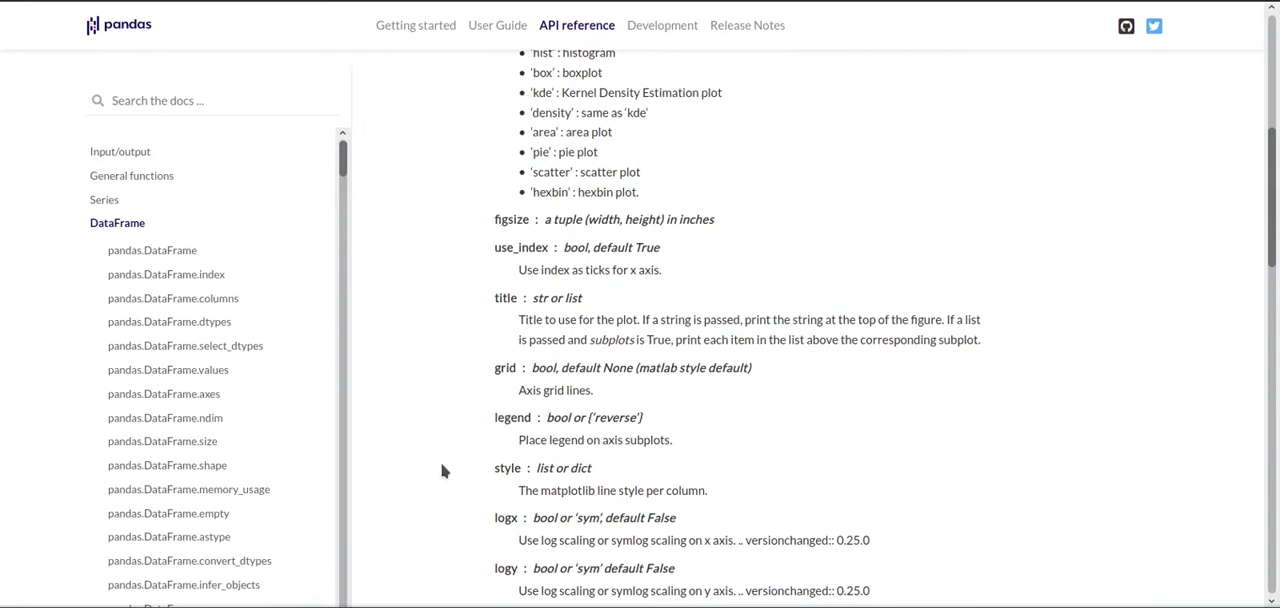 pandas
Getting started User Guide API reference Development Release Notes
Search the docs ...
Input/output
General functions
Series
DataFrame
pandas.DataFrame
pandas.DataFrame.index
pandas.DataFrame.columns
pandas.DataFrame.dtypes
pandas.DataFrame.select_dtypes
pandas.DataFrame.values
pandas.DataFrame.axes
pandas.DataFrame.ndim
pandas.DataFrame.size
pandas.DataFrame.shape
pandas.DataFrame.memory_usage
pandas.DataFrame.empty
pandas.DataFrame.astype
pandas.DataFrame.convert_dtypes
pandas.DataFrame.infer_objects
• ‘hist’ : histogram
• ‘box’ : boxplot
• ‘kde’ : Kernel Density Estimation plot
• ‘density’ : same as ‘kde’
• ‘area’ : area plot
• ‘pie’ : pie plot
• ‘scatter’ : scatter plot
• ‘hexbin’ : hexbin plot.
figsize : a tuple (width, height) in inches
use_index : bool, default True
Use index as ticks for x axis.
title : str or list
Title to use for the plot. If a string is passed, print the string at the top of the figure. If a list
is passed and subplots is True, print each item in the list above the corresponding subplot.
grid : bool, default None (matlab style default)
Axis grid lines.
legend : bool or {‘reverse’}
Place legend on axis subplots.
style : list or dict
The matplotlib line style per column.
logx : bool or ‘sym’, default False
Use log scaling or symlog scaling on x axis. .. versionchanged:: 0.25.0
logy : bool or ‘sym’ default False
Use log scaling or symlog scaling on y axis. .. versionchanged:: 0.25.0